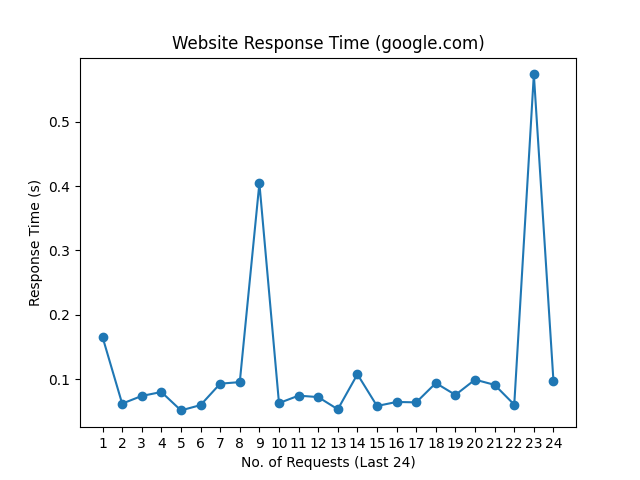 Website Response Time (google.com)
Response Time (s)
0.5
0.4
0.3
0.2
0.1
1 2 3 4 5 6 7 8 9 10 11 12 13 14 15 16 17 18 19 20 21 22 23 24
No. of Requests (Last 24)